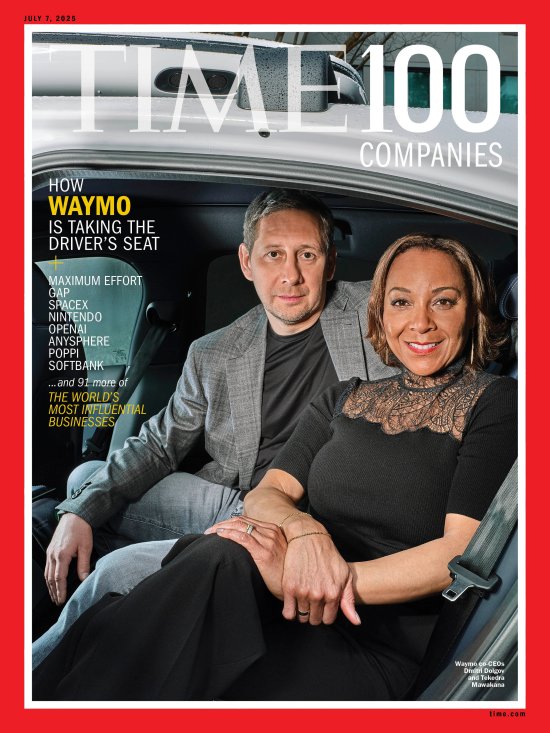 JULY 7, 2025
TIME100
COMPANIES
HOW
WAYMO
IS TAKING THE
DRIVER'S SEAT
+
MAXIMUM EFFORT
GAP
SPACEX
NINTENDO
OPENAI
ANYSPHERE
POPPI
SOFTBANK
...and 91 more of
THE WORLD'S
MOST INFLUENTIAL
BUSINESSES
Waymo co-CEOs
Dmitri Dolgov
and Tekedra
Mawakana
time.com